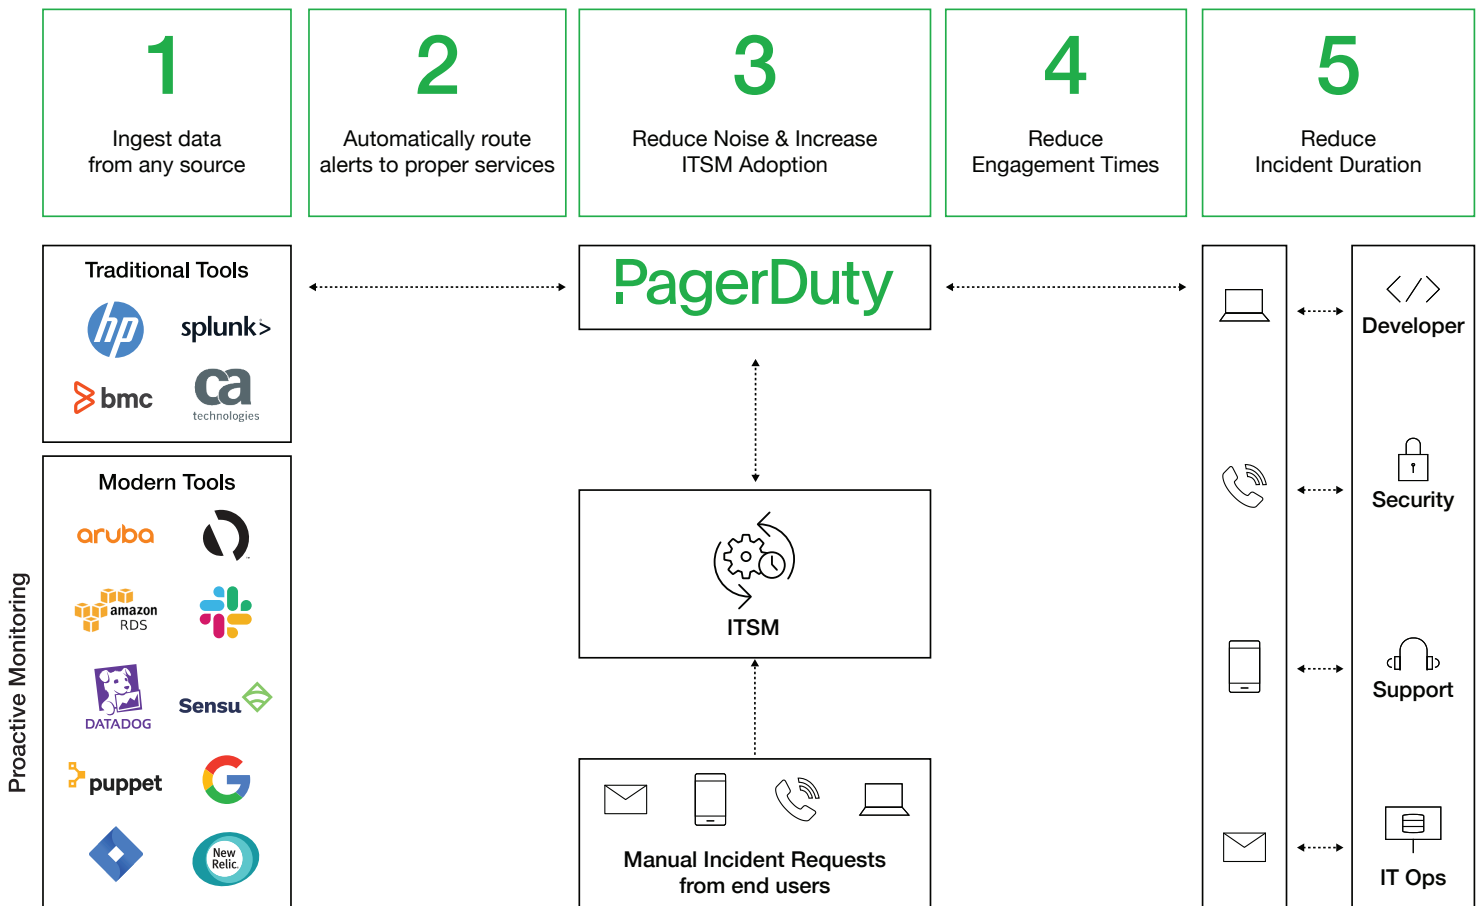 1
Ingest data
from any source
2
Automatically route
alerts to proper services
3
Reduce Noise & Increase
ITSM Adoption
4
Reduce
Engagement Times
5
Reduce
Incident Duration
Proactive Monitoring
Traditional Tools
hp
splunk>
bmc
ca
technologies
Modern Tools
aruba
amazon
RDS
DATADOG
Sensu
puppet
G
New
Relic.
PagerDuty
ITSM
Manual Incident Requests
from end users
</>
Developer
Security
Support
IT Ops